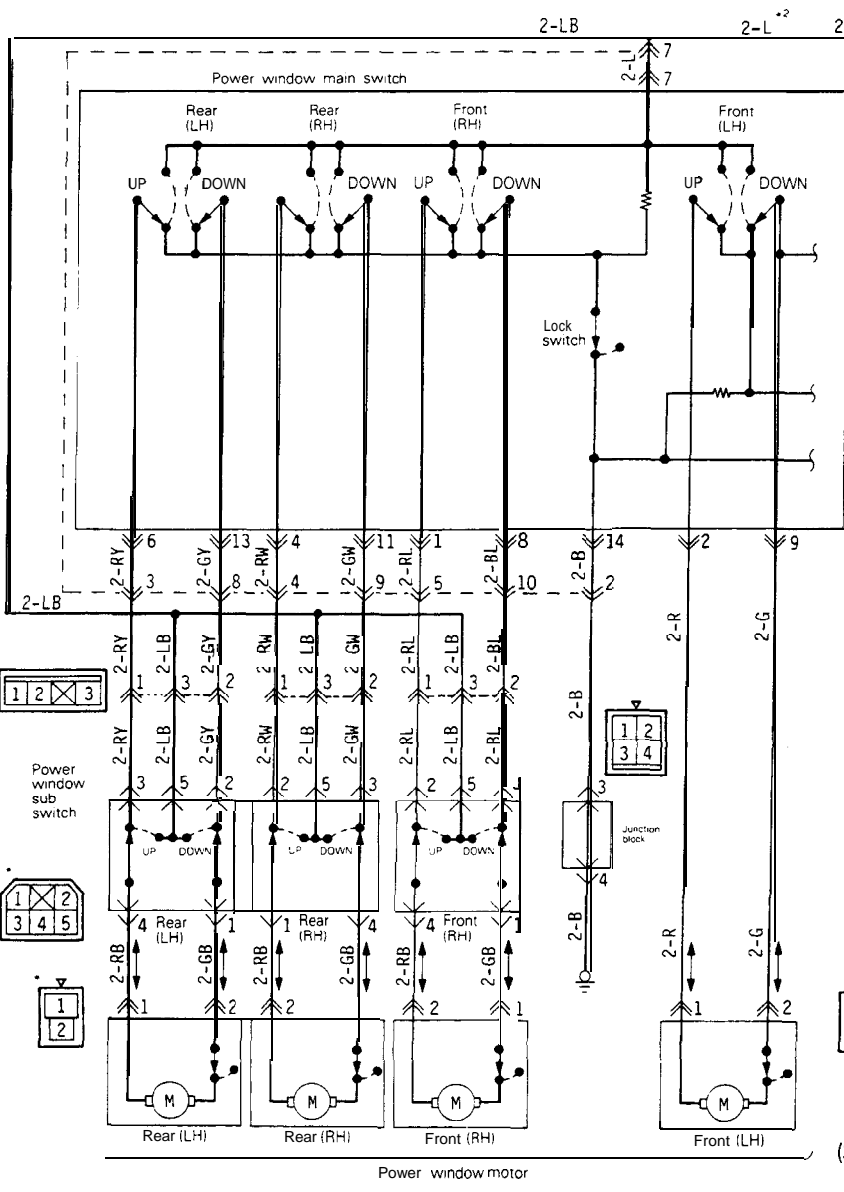 2-LB
2-L *2
2
2-L
7
7
Power window main switch
Rear (LH)
Rear (RH)
Front (RH)
Front (LH)
UP
DOWN
DOWN
UP
DOWN
UP
DOWN
Lock switch
6
13
4
11
1
8
14
2
9
2-RY
2-GY
2-RW
2-GW
2-RL
2-BL
2-B
3
8
4
9
5
10
2
2-LB
2-R
2-G
2-RY
2-LB
2-GY
2-RW
2-LB
2-GW
2-RL
2-LB
2-BL
1
3
2
1
3
2
1
3
2
1 2 3
2-B
2-RY
2-LB
2-GY
2-RW
2-LB
2-GW
2-RL
2-LB
2-BL
1 2
3 4
Power window sub switch
3
5
2
2
5
3
2
5
3
UP
DOWN
UP
DOWN
UP
DOWN
Junction block
4
1 2
3 4 5
4
Rear (LH)
1
1
Rear (RH)
4
4
Front (RH)
1
2-RB
2-GB
2-RB
2-GB
2-RB
2-GB
2-B
2-R
2-G
1
2
1
2
2
2
1
1
2
M
M
M
M
Rear (LH)
Rear (RH)
Front (RH)
Front (LH)
Power window motor